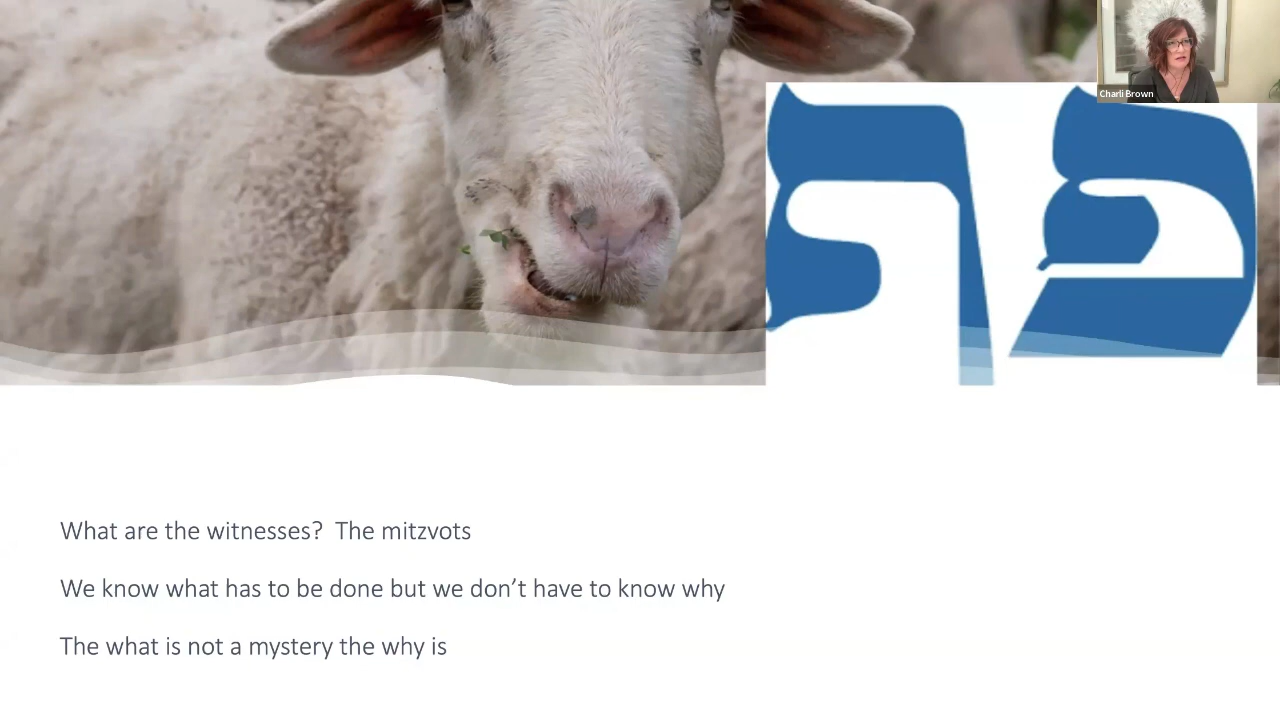 Charli Brown
פ ף
What are the witnesses?  The mitzvots
We know what has to be done but we don’t have to know why
The what is not a mystery the why is